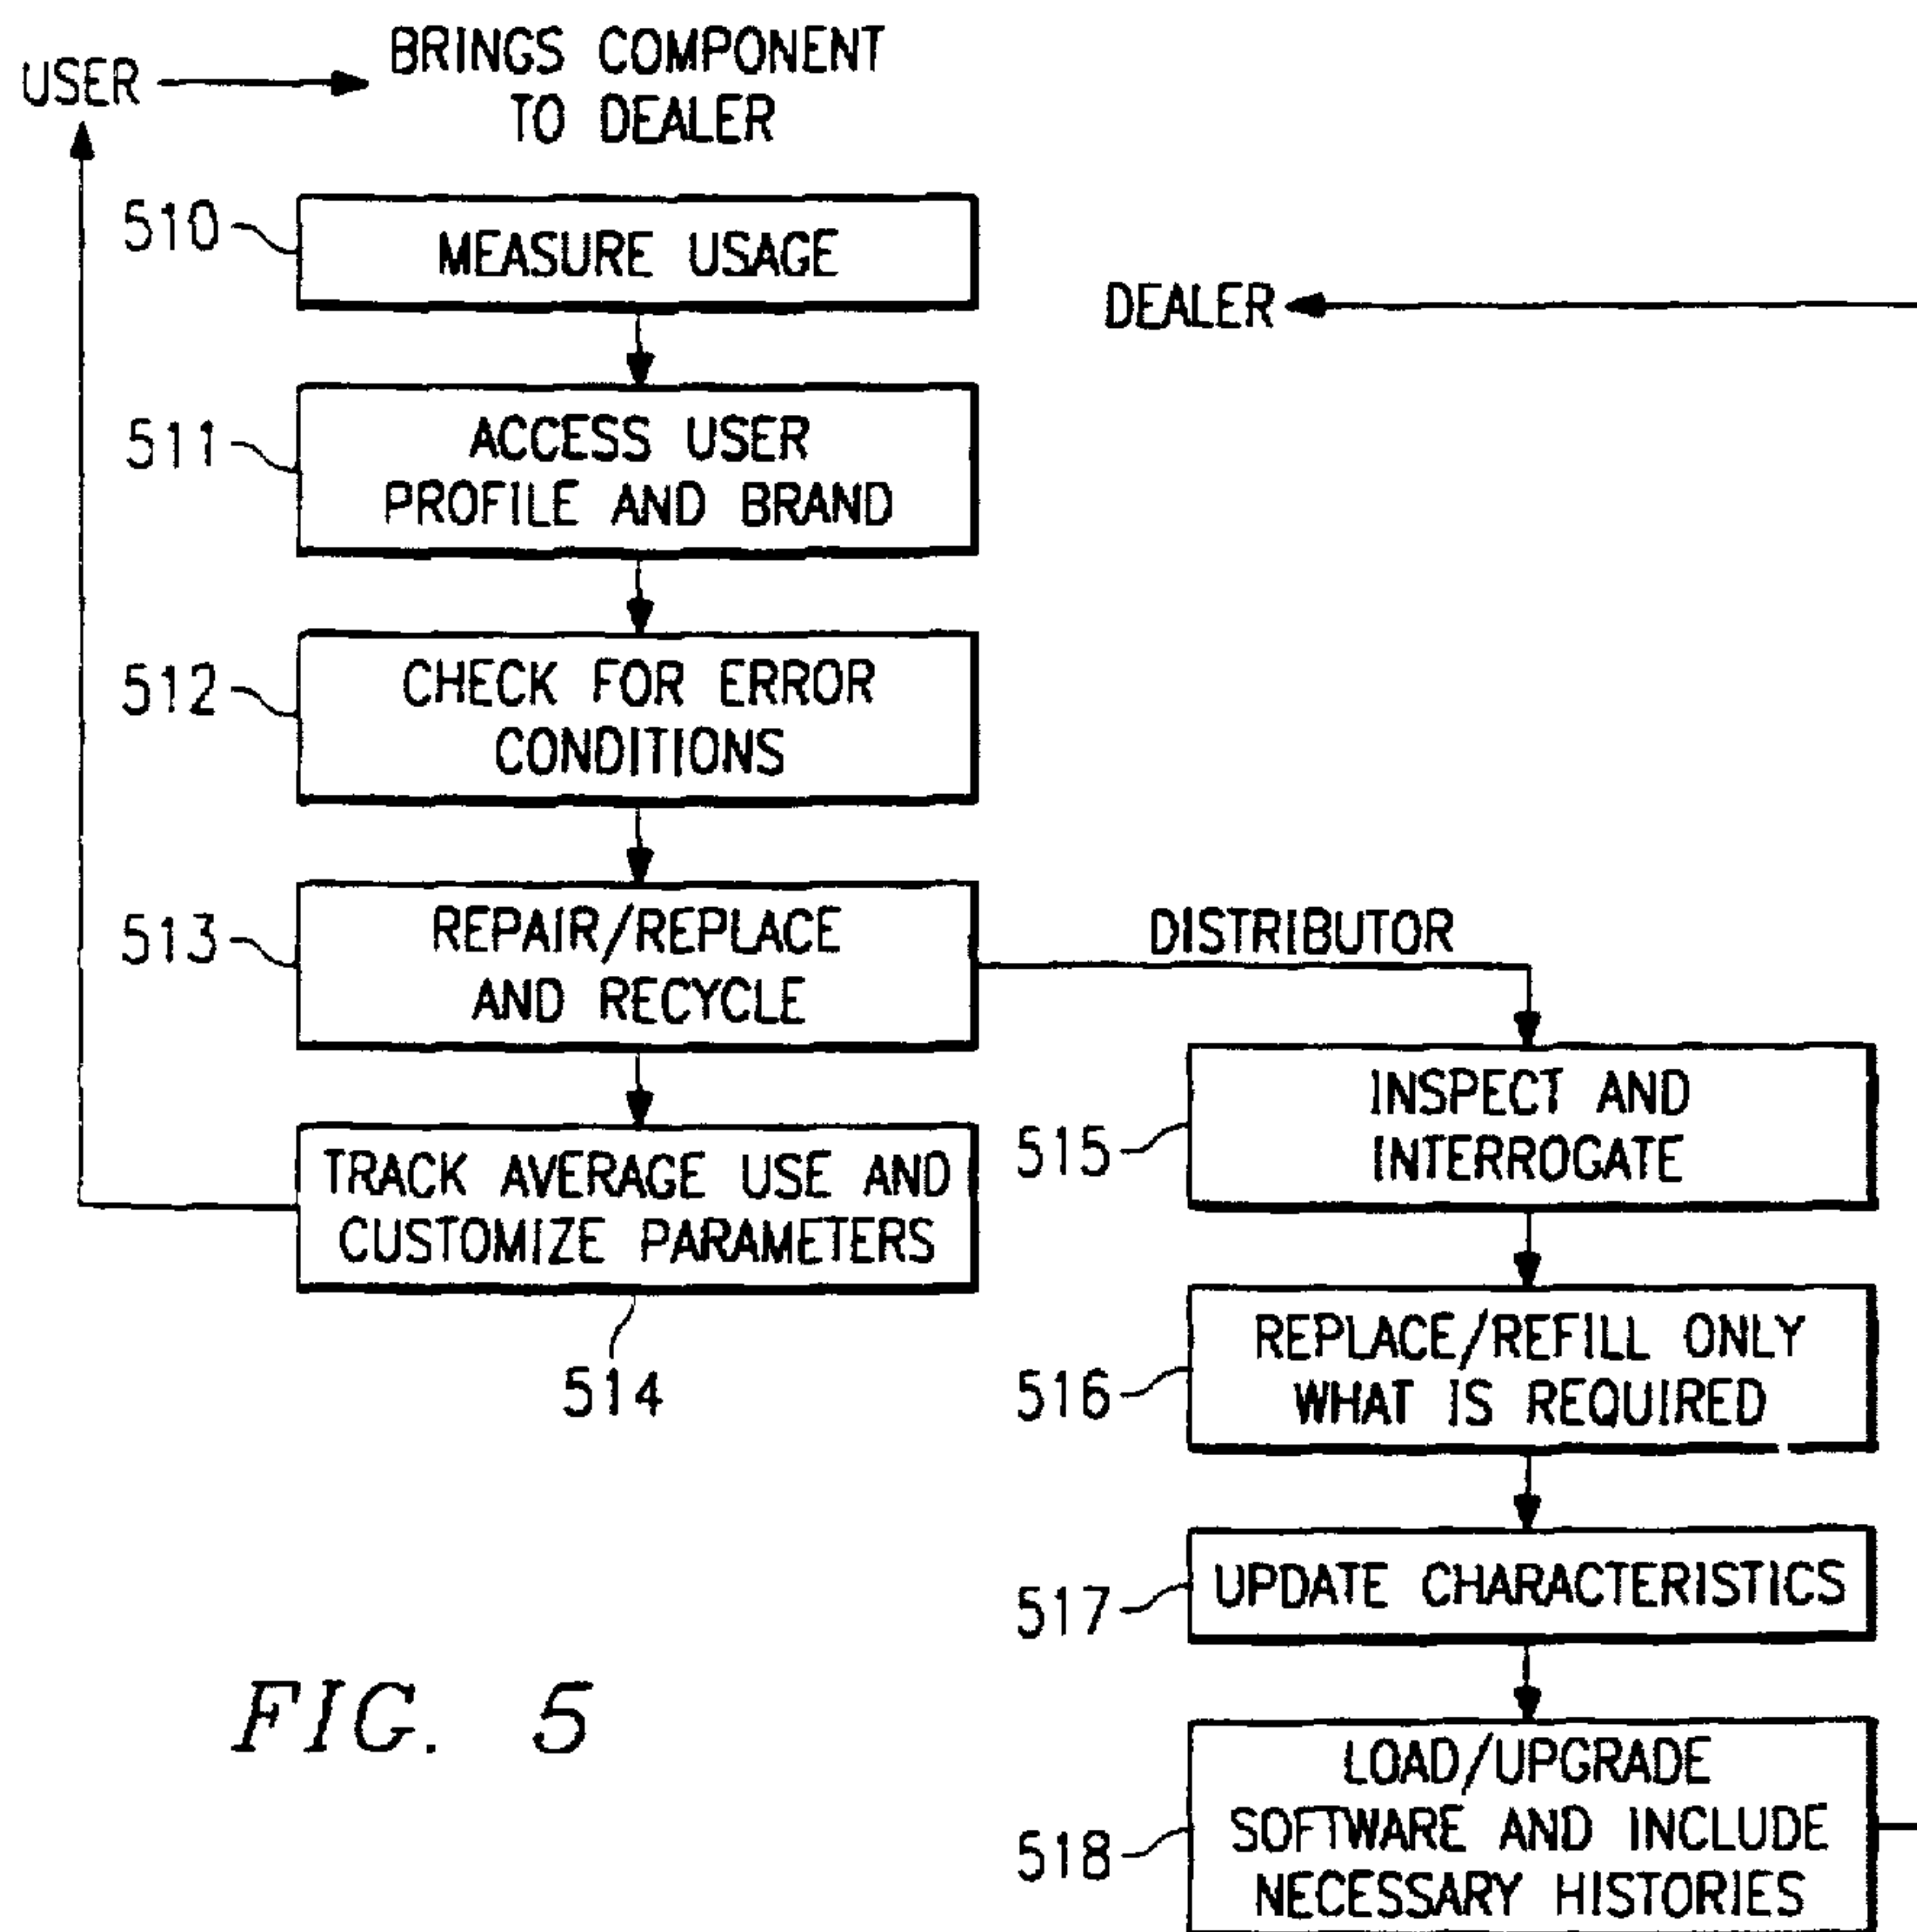 USER
BRINGS COMPONENT
TO DEALER
510
MEASURE USAGE
DEALER
511
ACCESS USER
PROFILE AND BRAND
512
CHECK FOR ERROR
CONDITIONS
513
REPAIR/REPLACE
AND RECYCLE
DISTRIBUTOR
TRACK AVERAGE USE AND
CUSTOMIZE PARAMETERS
514
515
INSPECT AND
INTERROGATE
516
REPLACE/REFILL ONLY
WHAT IS REQUIRED
517
UPDATE CHARACTERISTICS
518
LOAD/UPGRADE
SOFTWARE AND INCLUDE
NECESSARY HISTORIES
FIG. 5